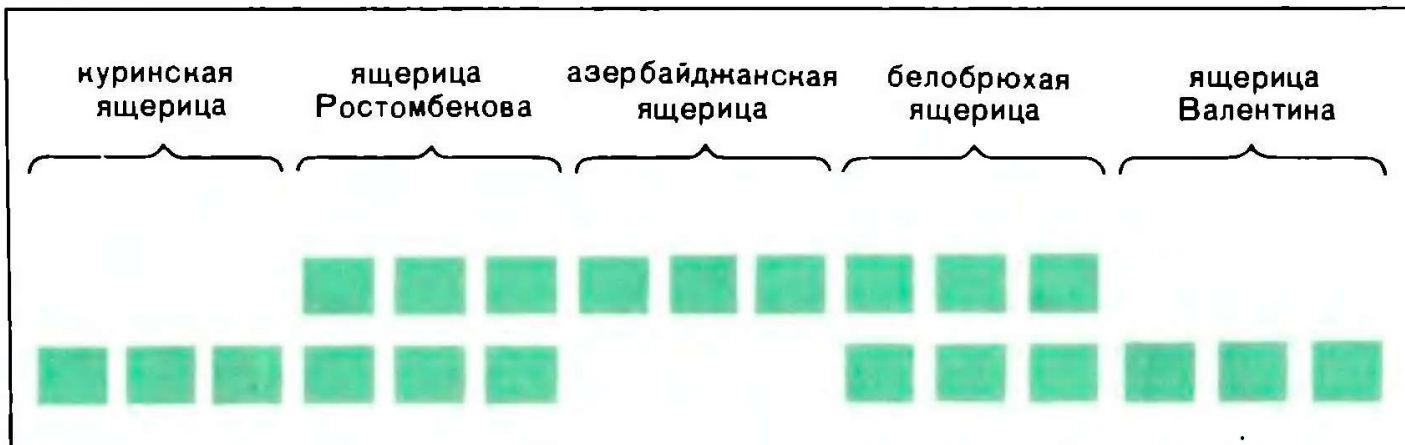 куринская
ящерица
ящерица
Ростомбекова
азербайджанская
ящерица
белобрюхая
ящерица
ящерица
Валентина